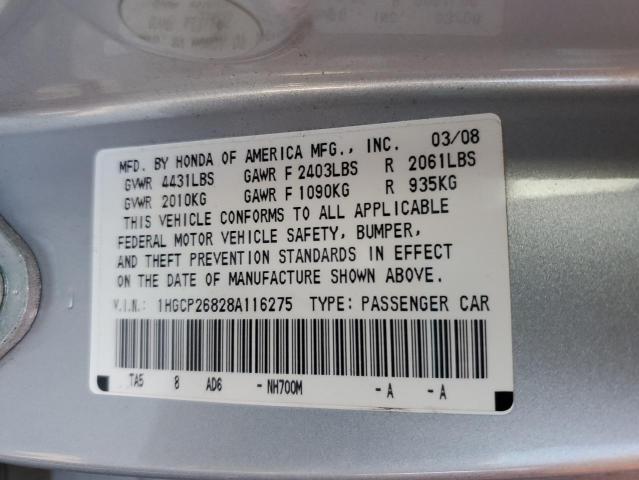 MFD. BY HONDA OF AMERICA MFG., INC. 03/08
GVWR 4431LBS GAWR F 2403LBS R 2061LBS
GVWR 2010KG GAWR F 1090KG R 935KG
THIS VEHICLE CONFORMS TO ALL APPLICABLE
FEDERAL MOTOR VEHICLE SAFETY, BUMPER,
AND THEFT PREVENTION STANDARDS IN EFFECT
ON THE DATE OF MANUFACTURE SHOWN ABOVE.
V.I.N.: 1HGCP26828A116275 TYPE: PASSENGER CAR
TA5 8 AD6 - NH700M - A - A